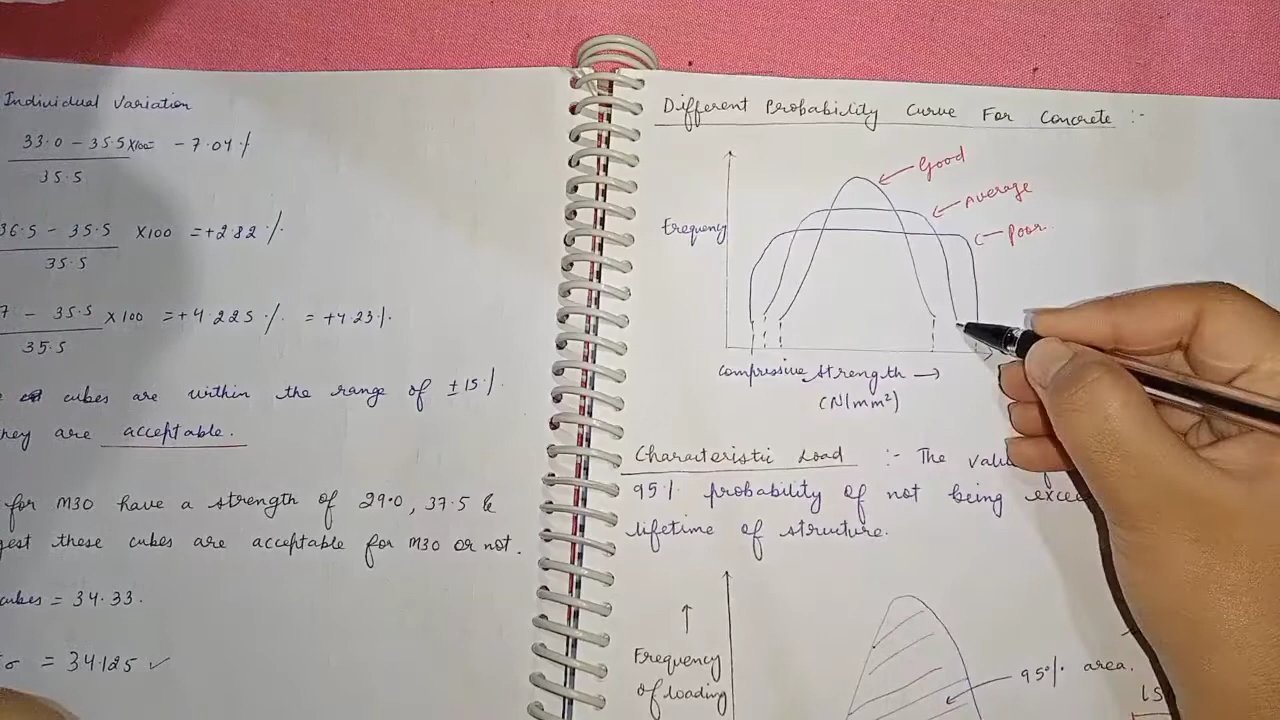 Individual Variation
33.0 - 35.5 x100 = - 7.04 %
35.5
36.5 - 35.5 x100 = +2.82 %
35.5
7 - 35.5 x100 = +4.225 % = +4.23%.
35.5
cubes are within the range of ±15%.
they are acceptable.
for M30 have a strength of 29.0, 37.5 &
gest these cubes are acceptable for M30 or not.
cubes = 34.33.
σ = 34.125 ✓
Different Probability Curve For Concrete :-
Good
Average
Poor
Frequency
Compressive Strength →
(N/mm²)
Characteristic Load :- The valu
95% probability of not being excee
lifetime of structure.
Frequency
of loading
95% area.